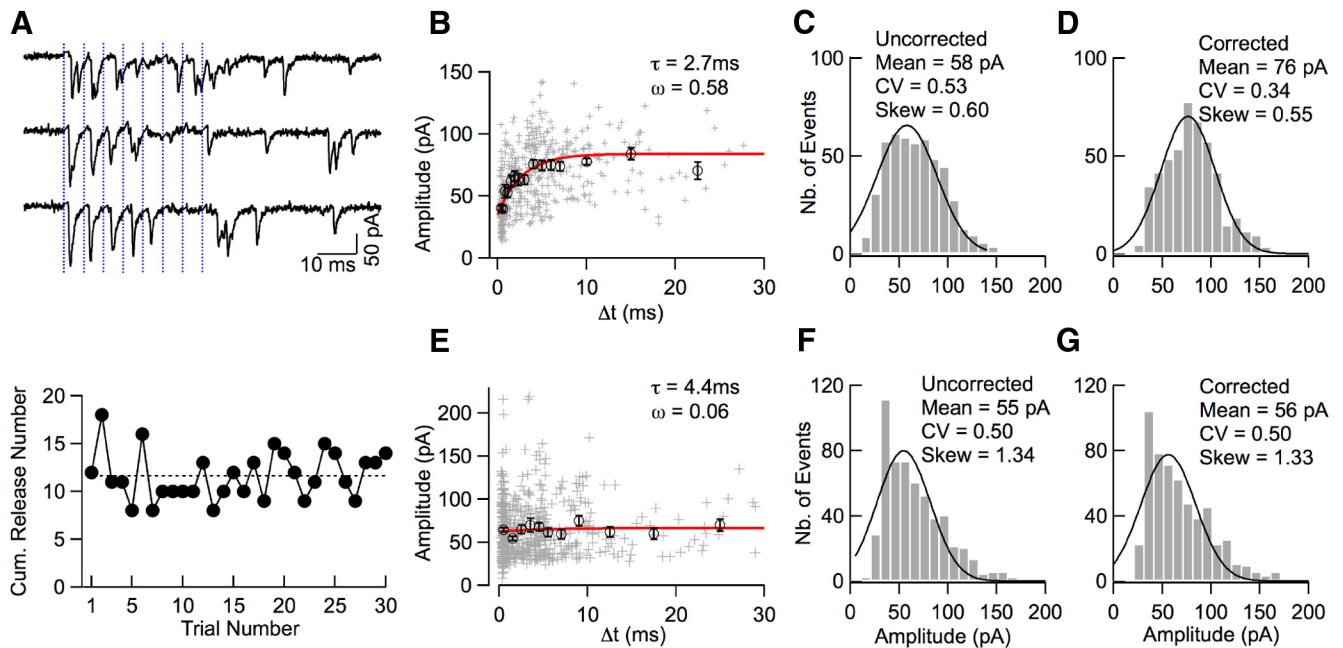 A
10 ms
50 pA
20
15
10
5
0
Cum. Release Number
1
5
10
15
20
25
30
Trial Number
B
τ = 2.7ms
ω = 0.58
150
100
50
0
Amplitude (pA)
0
10
20
30
Δt (ms)
C
Uncorrected
Mean = 58 pA
CV = 0.53
Skew = 0.60
100
50
0
Nb. of Events
0
50
100
150
200
D
Corrected
Mean = 76 pA
CV = 0.34
Skew = 0.55
100
50
0
0
50
100
150
200
E
τ = 4.4ms
ω = 0.06
200
150
100
50
0
Amplitude (pA)
0
10
20
30
Δt (ms)
F
Uncorrected
Mean = 55 pA
CV = 0.50
Skew = 1.34
120
80
40
0
Nb. of Events
0
50
100
150
200
Amplitude (pA)
G
Corrected
Mean = 56 pA
CV = 0.50
Skew = 1.33
120
80
40
0
0
50
100
150
200
Amplitude (pA)